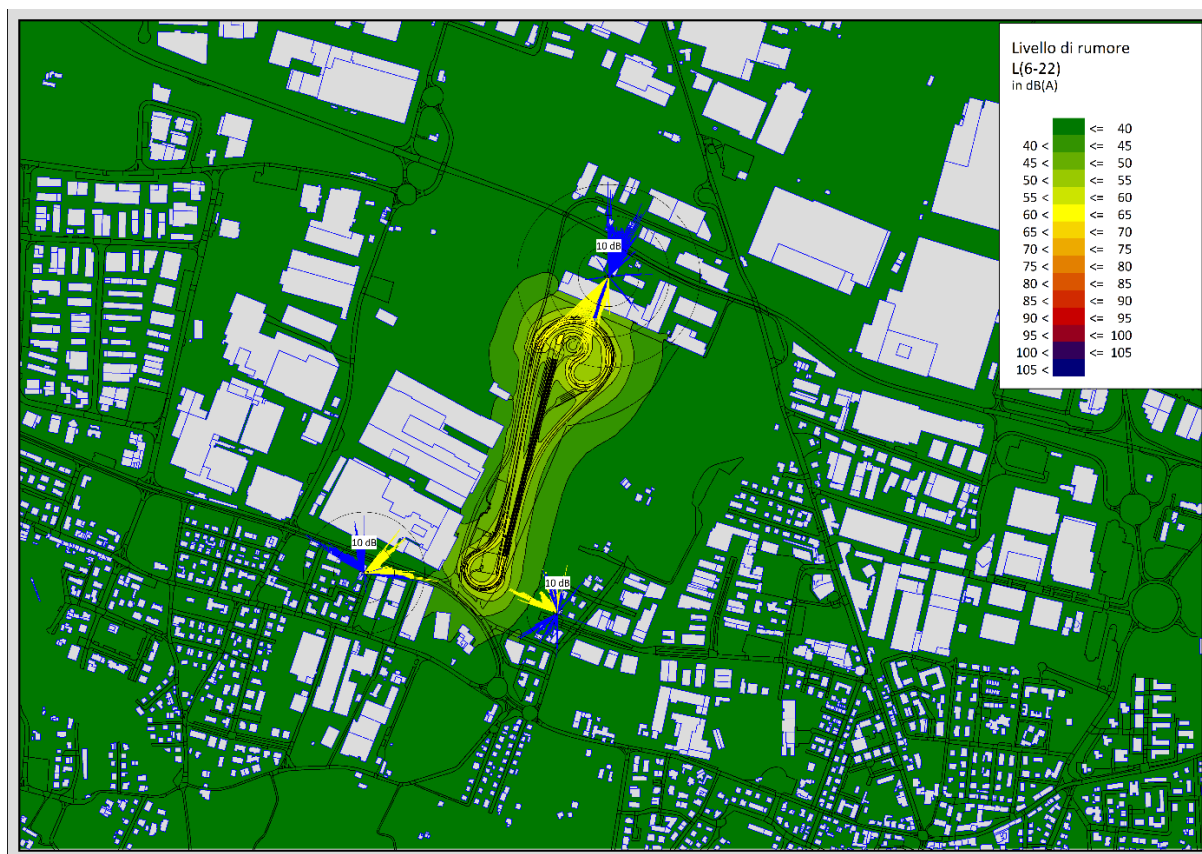 Livello di rumore
L(6-22)
in dB(A)
<= 40
40 < <= 45
45 < <= 50
50 < <= 55
55 < <= 60
60 < <= 65
65 < <= 70
70 < <= 75
75 < <= 80
80 < <= 85
85 < <= 90
90 < <= 95
95 < <= 100
100 < <= 105
105 <
10 dB
10 dB
10 dB